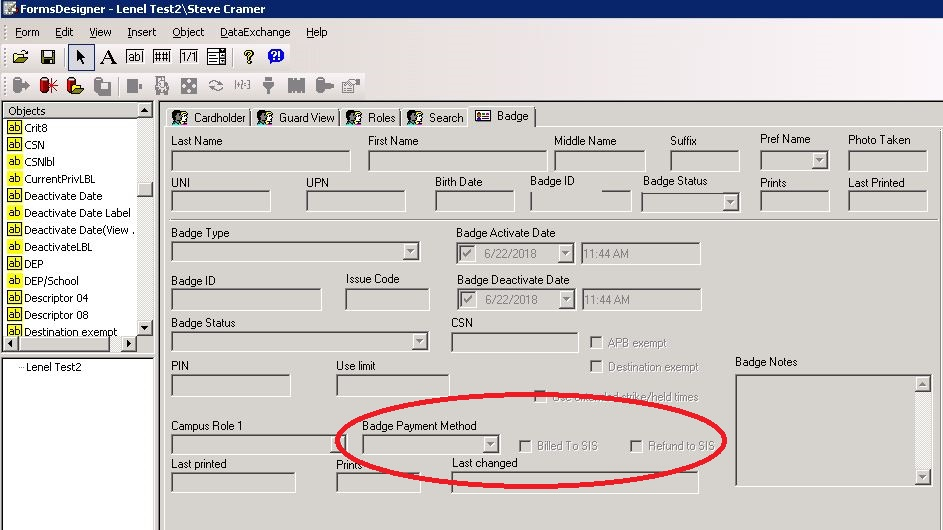 FormsDesigner - Lenel Test2\Steve Cramer
Form Edit View Insert Object DataExchange Help
A ab ## 1/1 ? ?
Objects
Crit8
CSN
CSNlbl
CurrentPrivLBL
Deactivate Date
Deactivate Date Label
Deactivate Date(View .
DeactivateLBL
DEP
DEP/School
Descriptor 04
Descriptor 08
Destination exempt
Lenel Test2
Cardholder Guard View Roles Search Badge
Last Name First Name Middle Name Suffix Pref Name Photo Taken
UNI UPN Birth Date Badge ID Badge Status Prints Last Printed
Badge Type Badge Activate Date
6/22/2018 11:44 AM
Badge ID Issue Code Badge Deactivate Date
6/22/2018 11:44 AM
Badge Status CSN
APB exempt
PIN Use limit Destination exempt Badge Notes
Use extended strike/held times
Campus Role 1 Badge Payment Method
Billed To SIS Refund to SIS
Last printed Prints Last changed